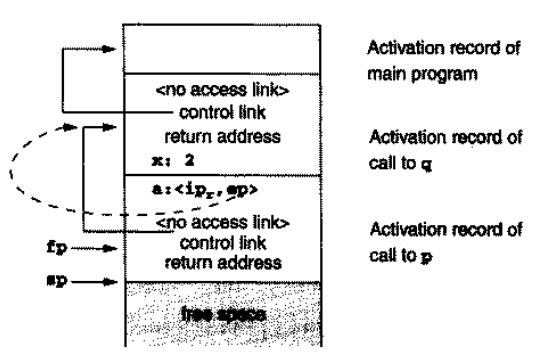 Activation record of
main program
<no access link>
control link
return address
x: 2
Activation record of
call to q
a:<ip_r, ep>
<no access link>
control link
return address
Activation record of
call to p
fp
sp
free space